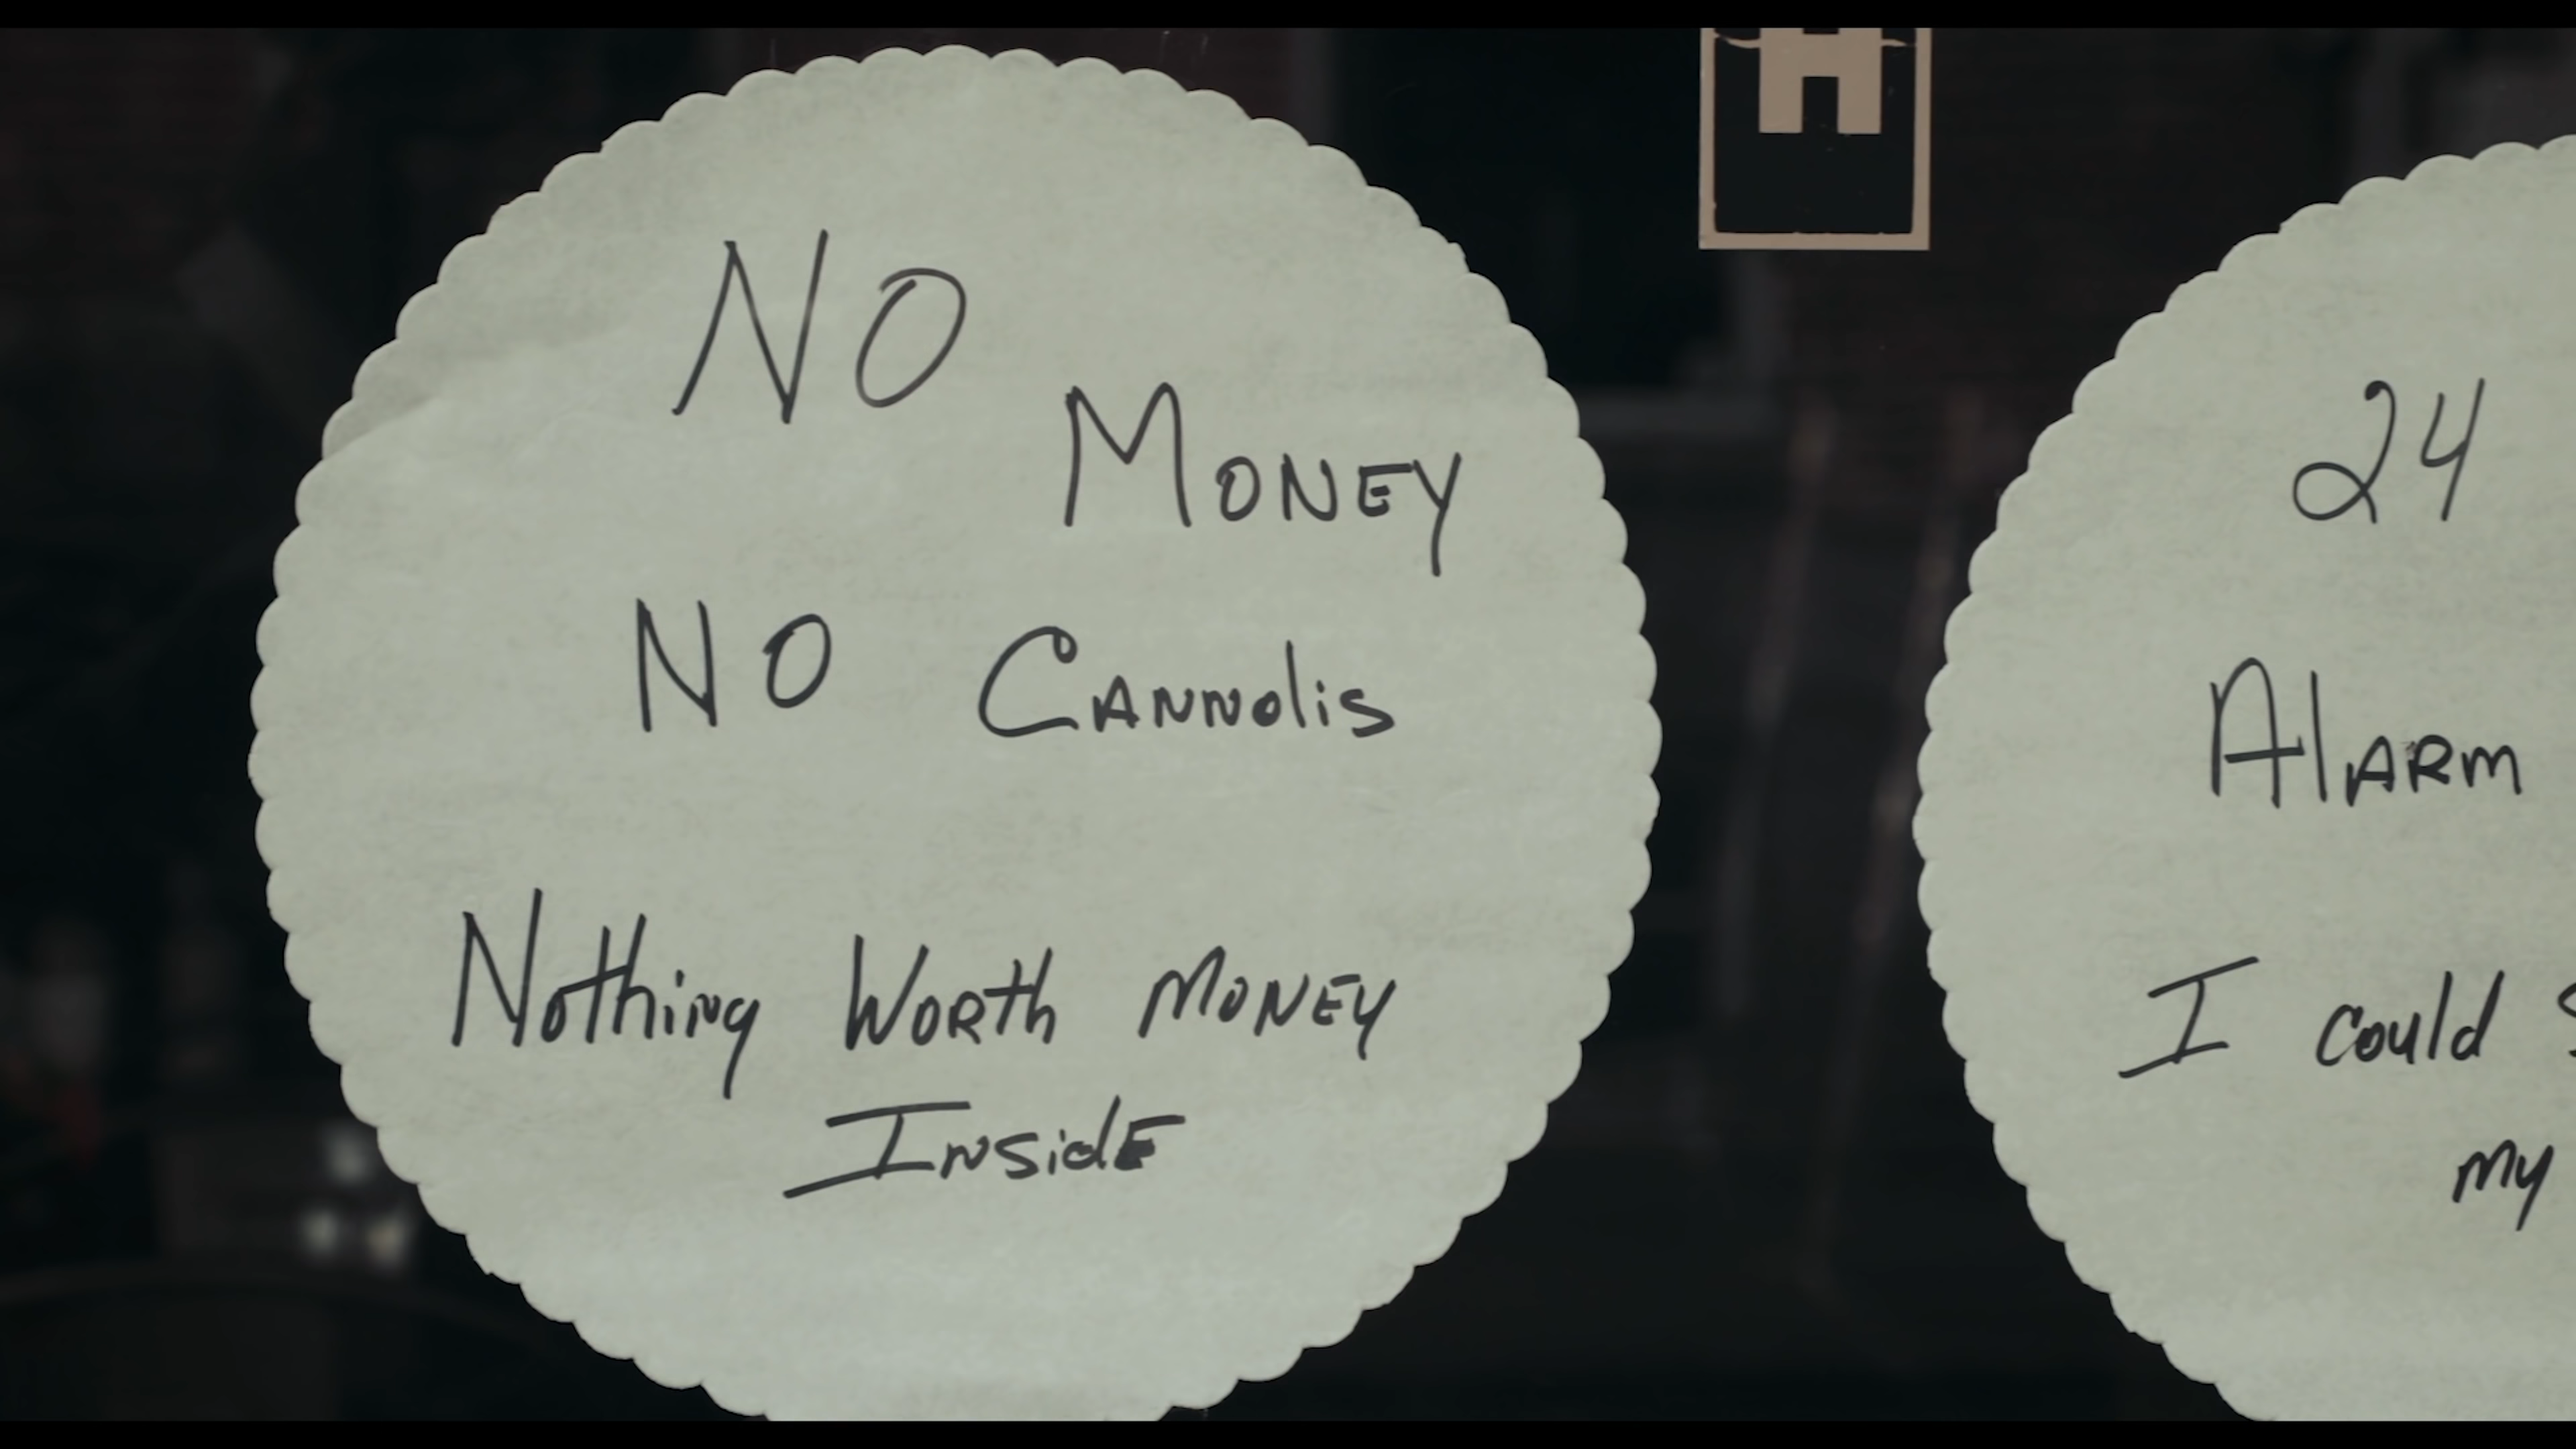 NO
MONEY
NO CANNOlis
Nothing WORth MONEY
INSidE
24
AlARM
I could
my